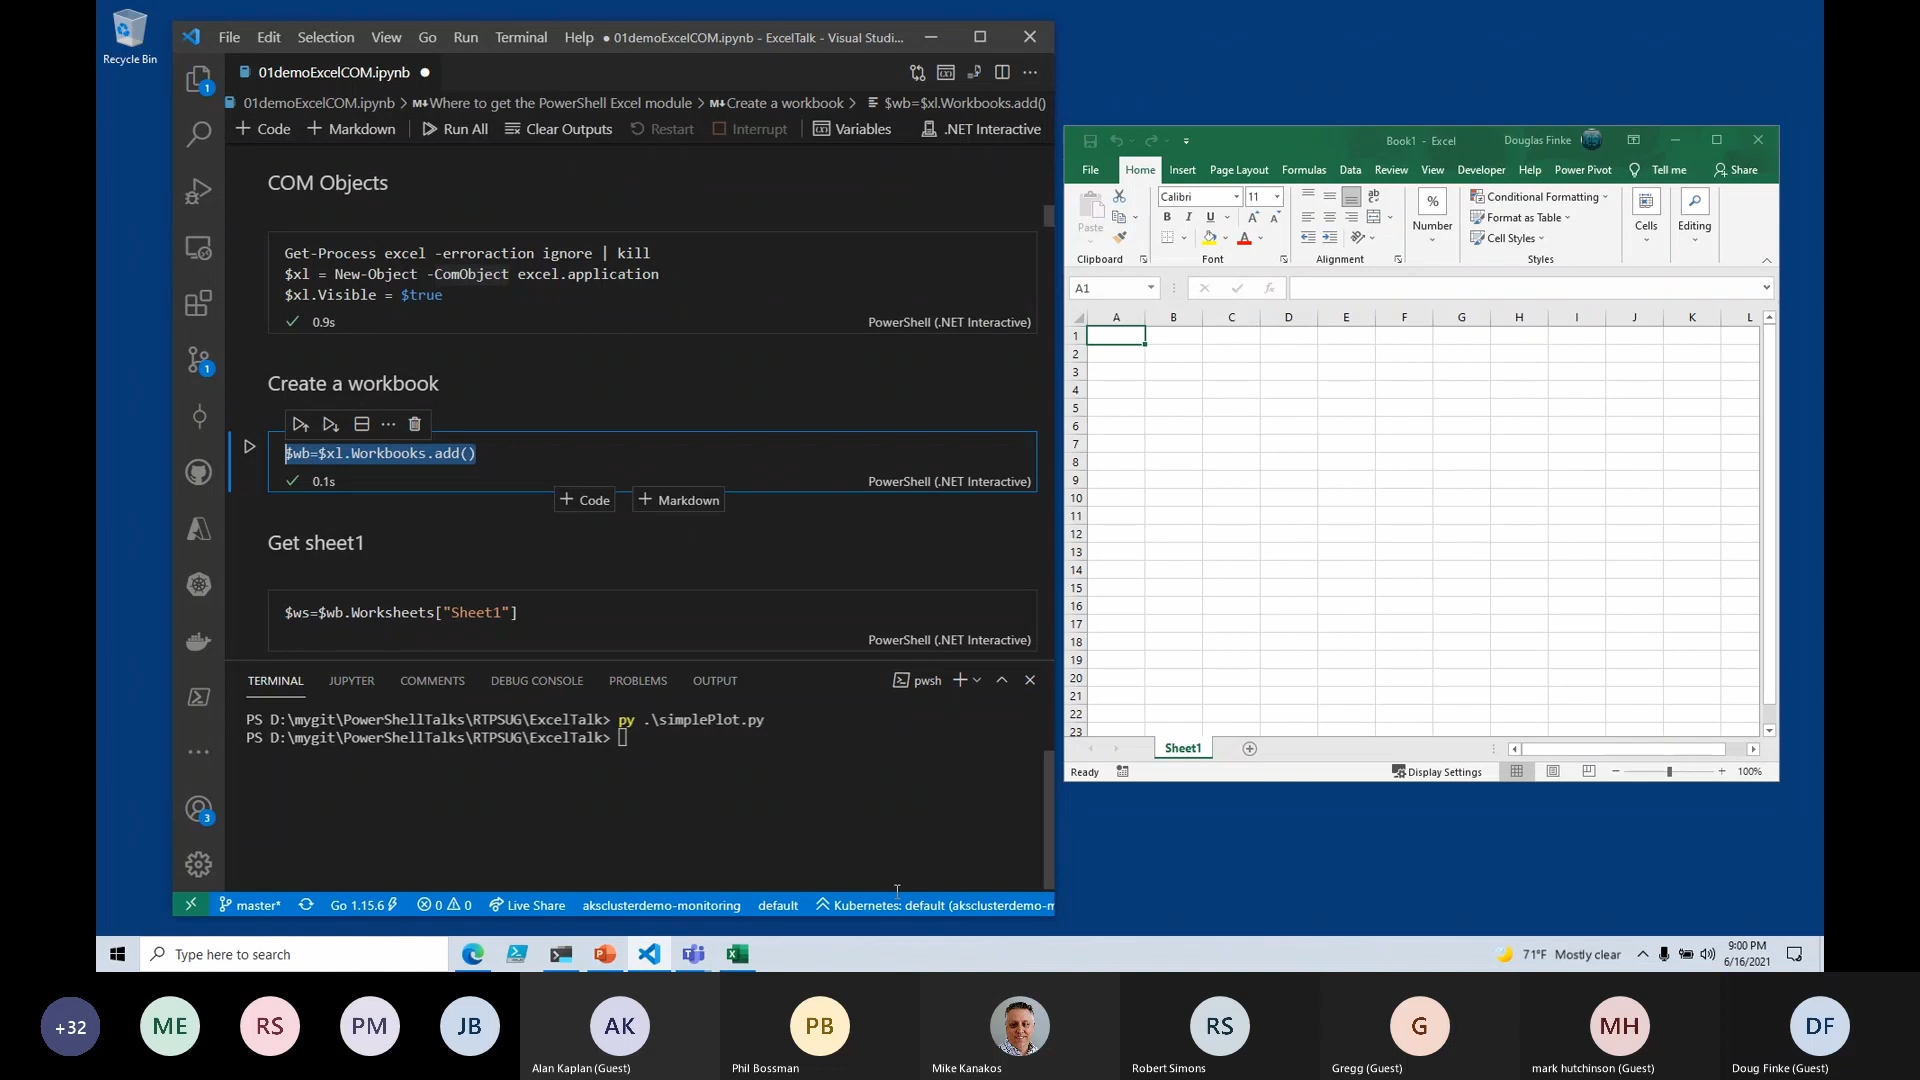 Recycle Bin
File Edit Selection View Go Run Terminal Help ● 01demoExcelCOM.ipynb - ExcelTalk - Visual Studi...
01demoExcelCOM.ipynb
01demoExcelCOM.ipynb > Where to get the PowerShell Excel module > Create a workbook > $wb=$xl.Workbooks.add()
+ Code + Markdown Run All Clear Outputs Restart Interrupt Variables .NET Interactive
COM Objects
Get-Process excel -erroraction ignore | kill
$xl = New-Object -ComObject excel.application
$xl.Visible = $true
0.9s PowerShell (.NET Interactive)
Create a workbook
$wb=$xl.Workbooks.add()
0.1s PowerShell (.NET Interactive)
+ Code + Markdown
Get sheet1
$ws=$wb.Worksheets["Sheet1"]
PowerShell (.NET Interactive)
TERMINAL JUPYTER COMMENTS DEBUG CONSOLE PROBLEMS OUTPUT pwsh
PS D:\mygit\PowerShellTalks\RTPSUG\ExcelTalk> py .\simplePlot.py
PS D:\mygit\PowerShellTalks\RTPSUG\ExcelTalk>
1
1
3
master* Go 1.15.6 0 0 Live Share aksclusterdemo-monitoring default Kubernetes: default (aksclusterdemo-m
Book1 - Excel Douglas Finke
File Home Insert Page Layout Formulas Data Review View Developer Help Power Pivot Tell me Share
Paste Calibri 11 % Number Conditional Formatting Cells Editing
B I U Format as Table
Cell Styles
Clipboard Font Alignment Styles
A1 fx
A B C D E F G H I J K L
1
2
3
4
5
6
7
8
9
10
11
12
13
14
15
16
17
18
19
20
21
22
23
Sheet1
Ready Display Settings 100%
Type here to search
71°F Mostly clear 9:00 PM
6/16/2021
+32 ME RS PM JB AK PB RS G MH DF
Alan Kaplan (Guest) Phil Bossman Mike Kanakos Robert Simons Gregg (Guest) mark hutchinson (Guest) Doug Finke (Guest)